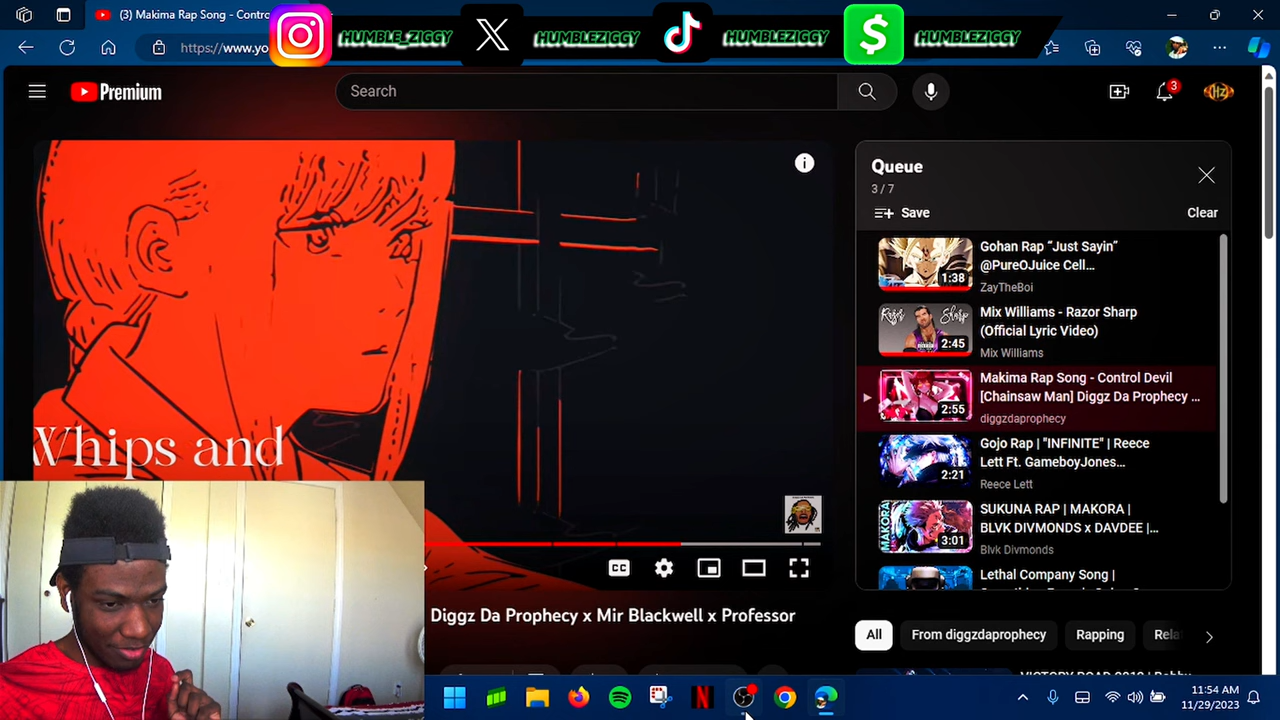 (3) Makima Rap Song - Contro
HUMBLE_ZIGGY
HUMBLEZIGGY
HUMBLEZIGGY
HUMBLEZIGGY
https://www.yo
Premium
Search
3
HZ
Whips and
Queue
3 / 7
Save
Clear
Gohan Rap “Just Sayin”
@PureOJuice Cell...
ZayTheBoi
1:38
Mix Williams - Razor Sharp
(Official Lyric Video)
Mix Williams
Razor
Sharp
2:45
Makima Rap Song - Control Devil
[Chainsaw Man] Diggz Da Prophecy ...
diggzdaprophecy
2:55
Gojo Rap | "INFINITE" | Reece
Lett Ft. GameboyJones...
Reece Lett
2:21
SUKUNA RAP | MAKORA |
BLVK DIVMONDS x DAVDEE |...
Blvk Divmonds
MAKORA
3:01
Lethal Company Song |
CC
Diggz Da Prophecy x Mir Blackwell x Professor
All
From diggzdaprophecy
Rapping
Rela
11:54 AM
11/29/2023